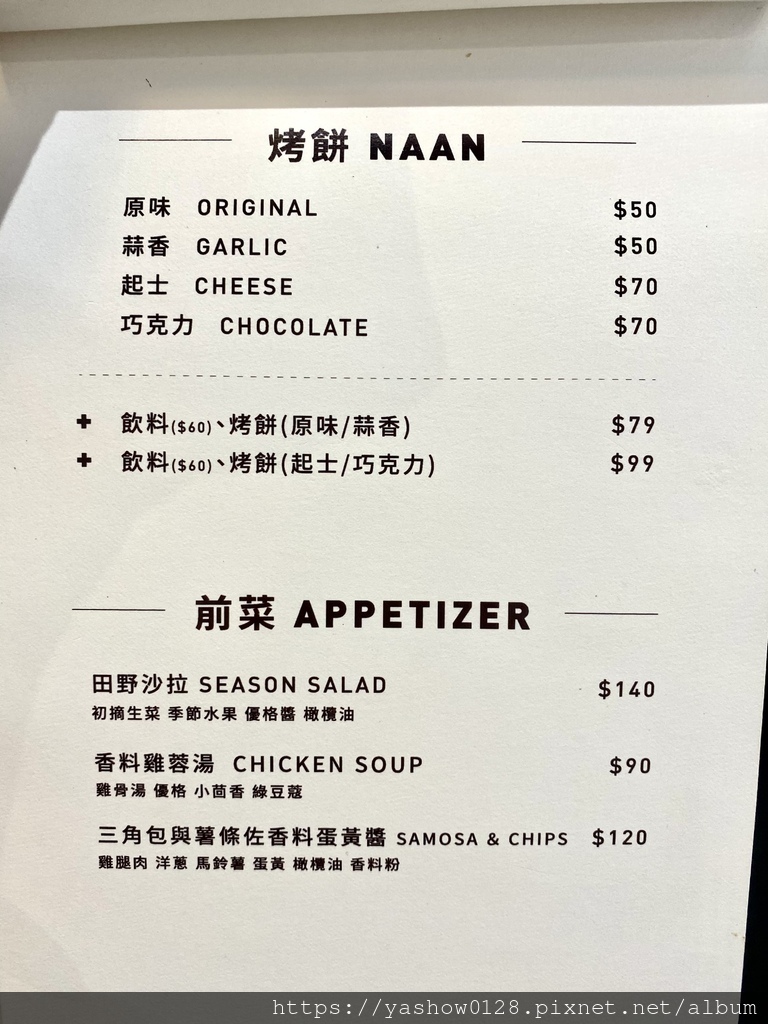 烤餅 NAAN
原味 ORIGINAL $50
蒜香 GARLIC $50
起士 CHEESE $70
巧克力 CHOCOLATE $70
+ 飲料($60)、烤餅(原味/蒜香) $79
+ 飲料($60)、烤餅(起士/巧克力) $99
前菜 APPETIZER
田野沙拉 SEASON SALAD $140
初摘生菜 季節水果 優格醬 橄欖油
香料雞蓉湯 CHICKEN SOUP $90
雞骨湯 優格 小茴香 綠豆蔻
三角包與薯條佐香料蛋黃醬 SAMOSA & CHIPS $120
雞腿肉 洋蔥 馬鈴薯 蛋黃 橄欖油 香料粉
https://yashow0128.pixnet.net/album